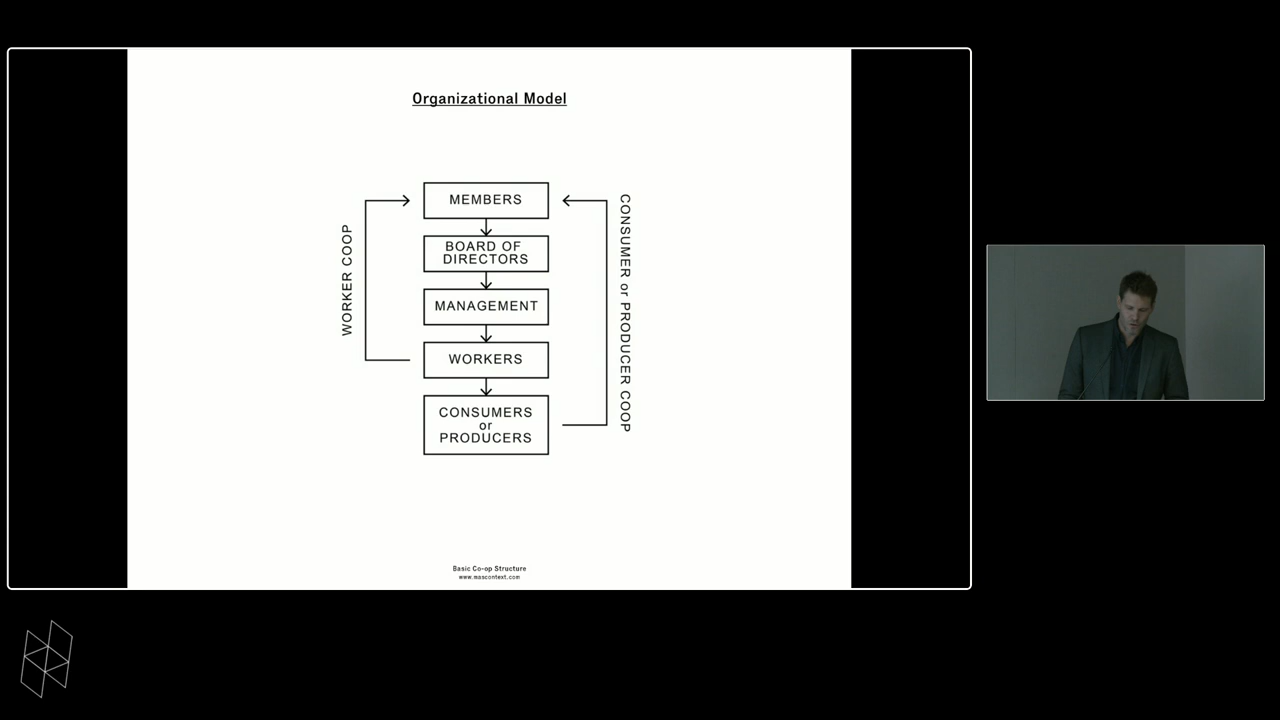 Organizational Model
MEMBERS
BOARD OF
DIRECTORS
MANAGEMENT
WORKERS
CONSUMERS
or
PRODUCERS
WORKER COOP
CONSUMER or PRODUCER COOP
Basic Co-op Structure
www.mascontext.com